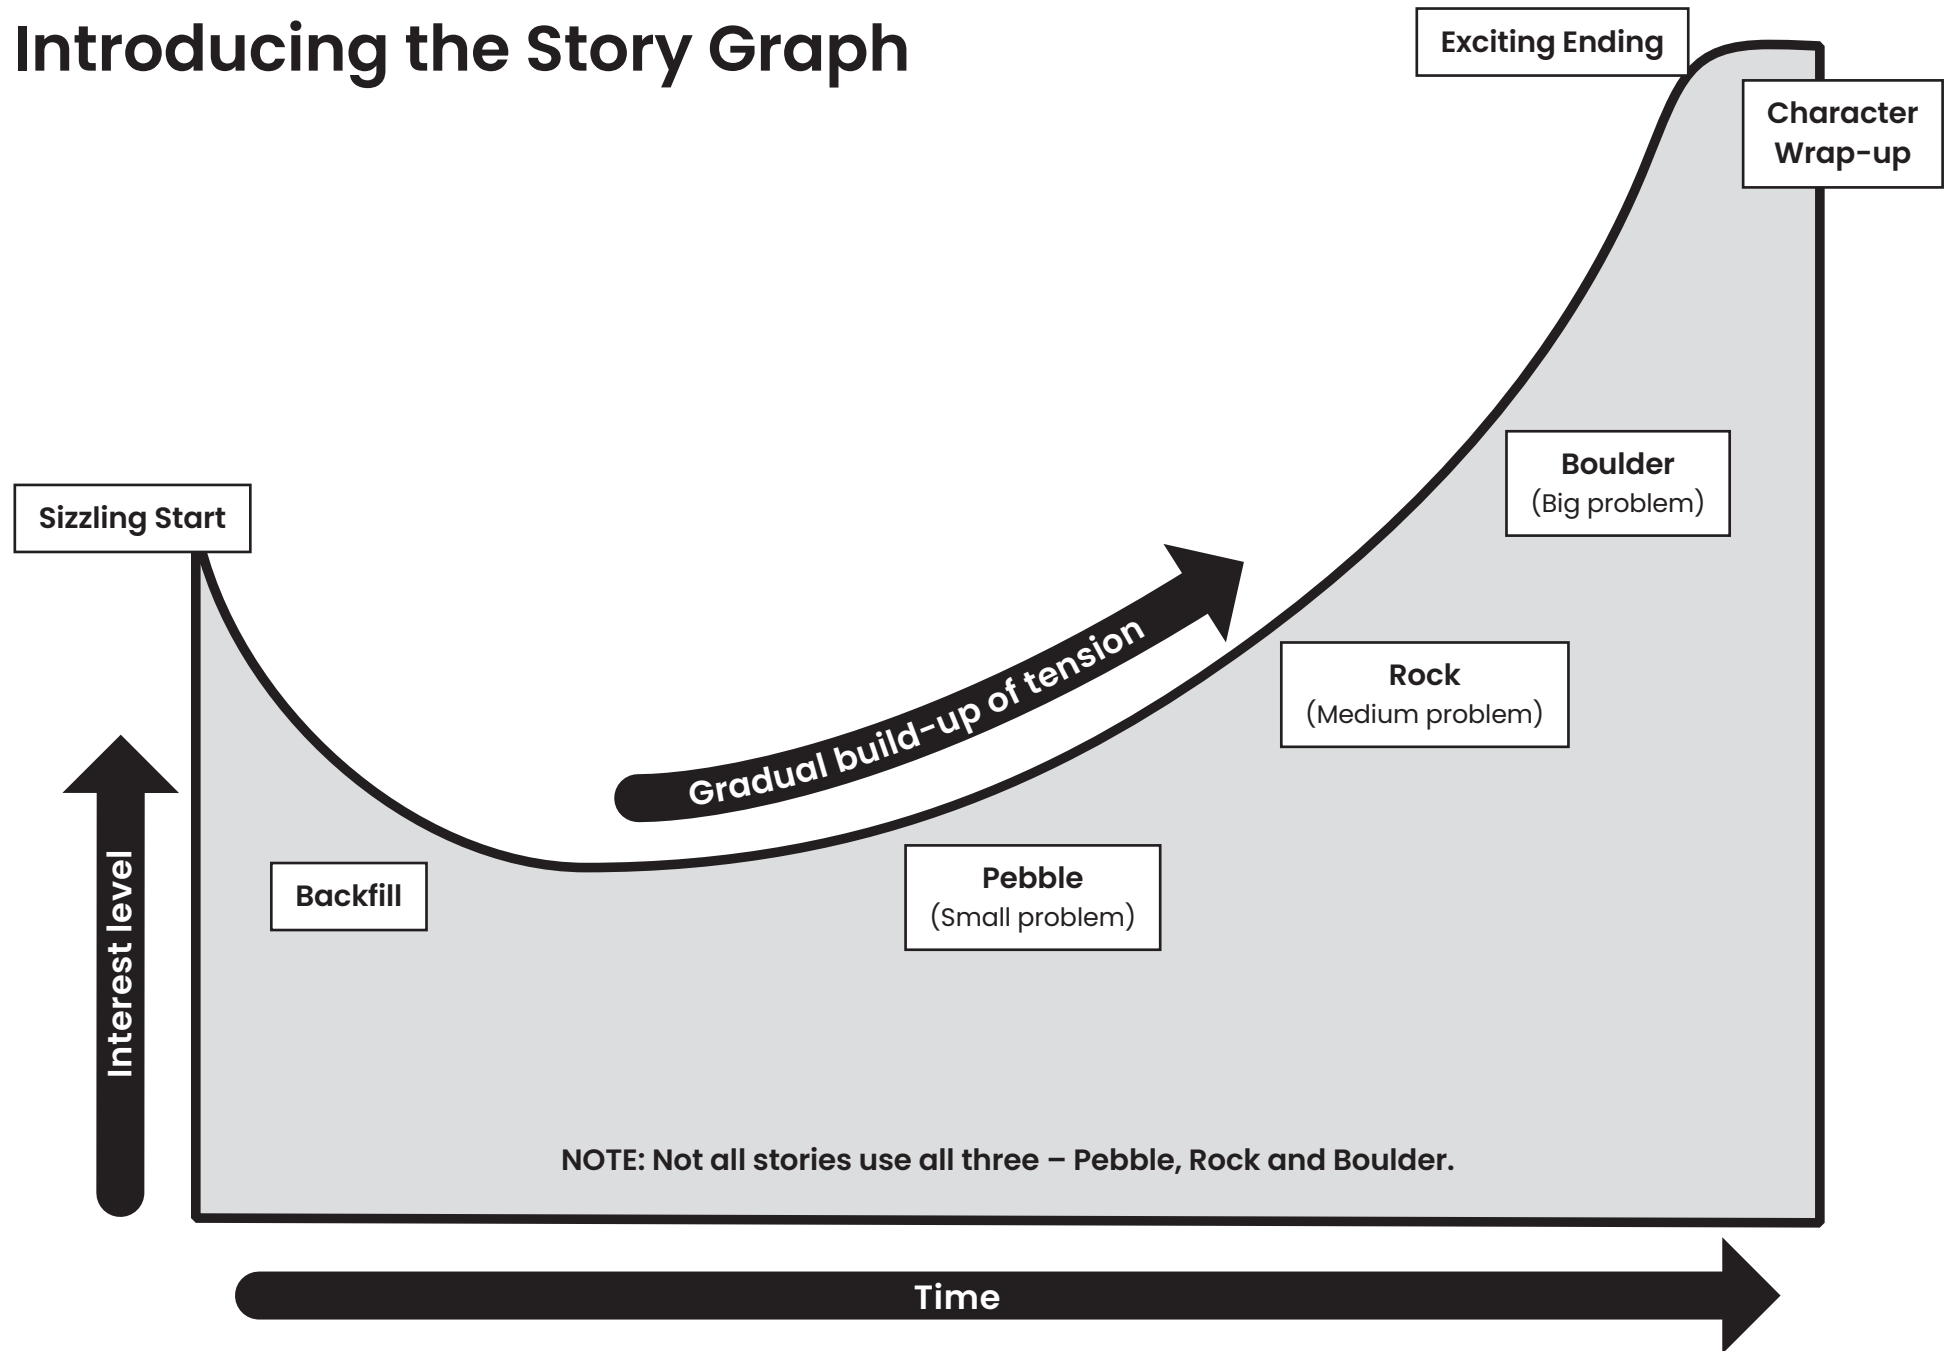 Introducing the Story Graph
Exciting Ending
Character
Wrap-up
Sizzling Start
Boulder
(Big problem)
Gradual build-up of tension
Rock
(Medium problem)
Interest level
Backfill
Pebble
(Small problem)
NOTE: Not all stories use all three – Pebble, Rock and Boulder.
Time